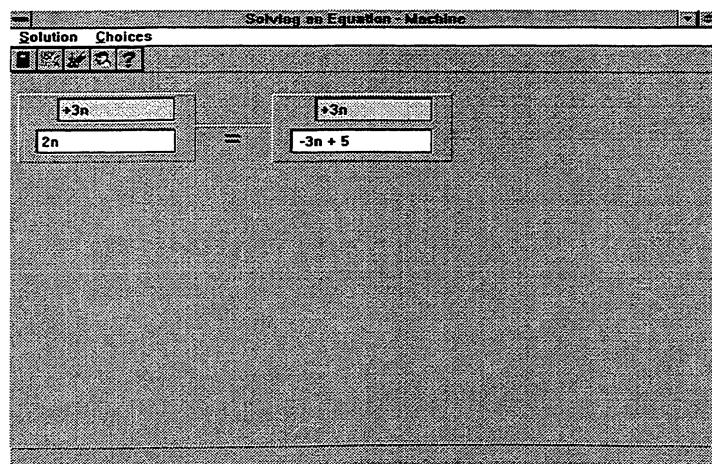 Solving an Equation - Machine
Solution Choices
?
+3n +3n
2n = -3n + 5